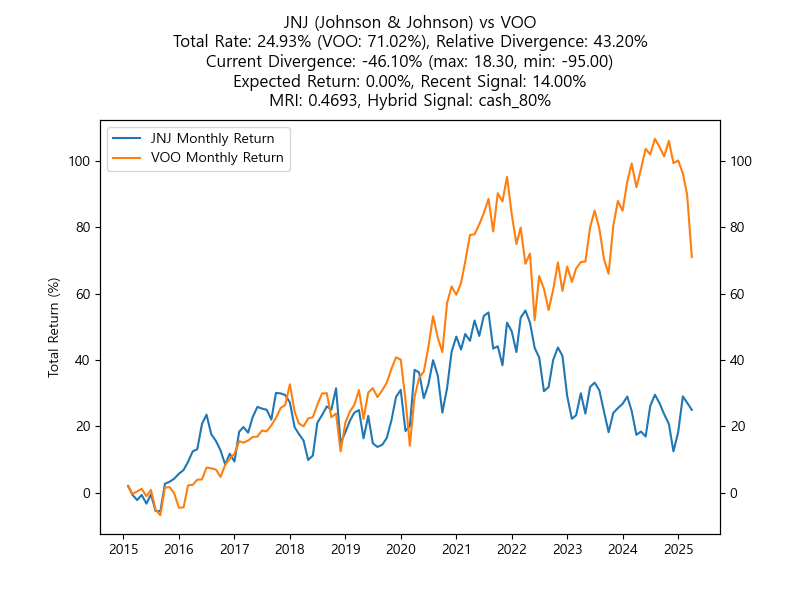 JNJ (Johnson & Johnson) vs VOO
Total Rate: 24.93% (VOO: 71.02%), Relative Divergence: 43.20%
Current Divergence: -46.10% (max: 18.30, min: -95.00)
Expected Return: 0.00%, Recent Signal: 14.00%
MRI: 0.4693, Hybrid Signal: cash_80%
JNJ Monthly Return
VOO Monthly Return
Total Return (%)
100
80
60
40
20
0
100
80
60
40
20
0
2015 2016 2017 2018 2019 2020 2021 2022 2023 2024 2025